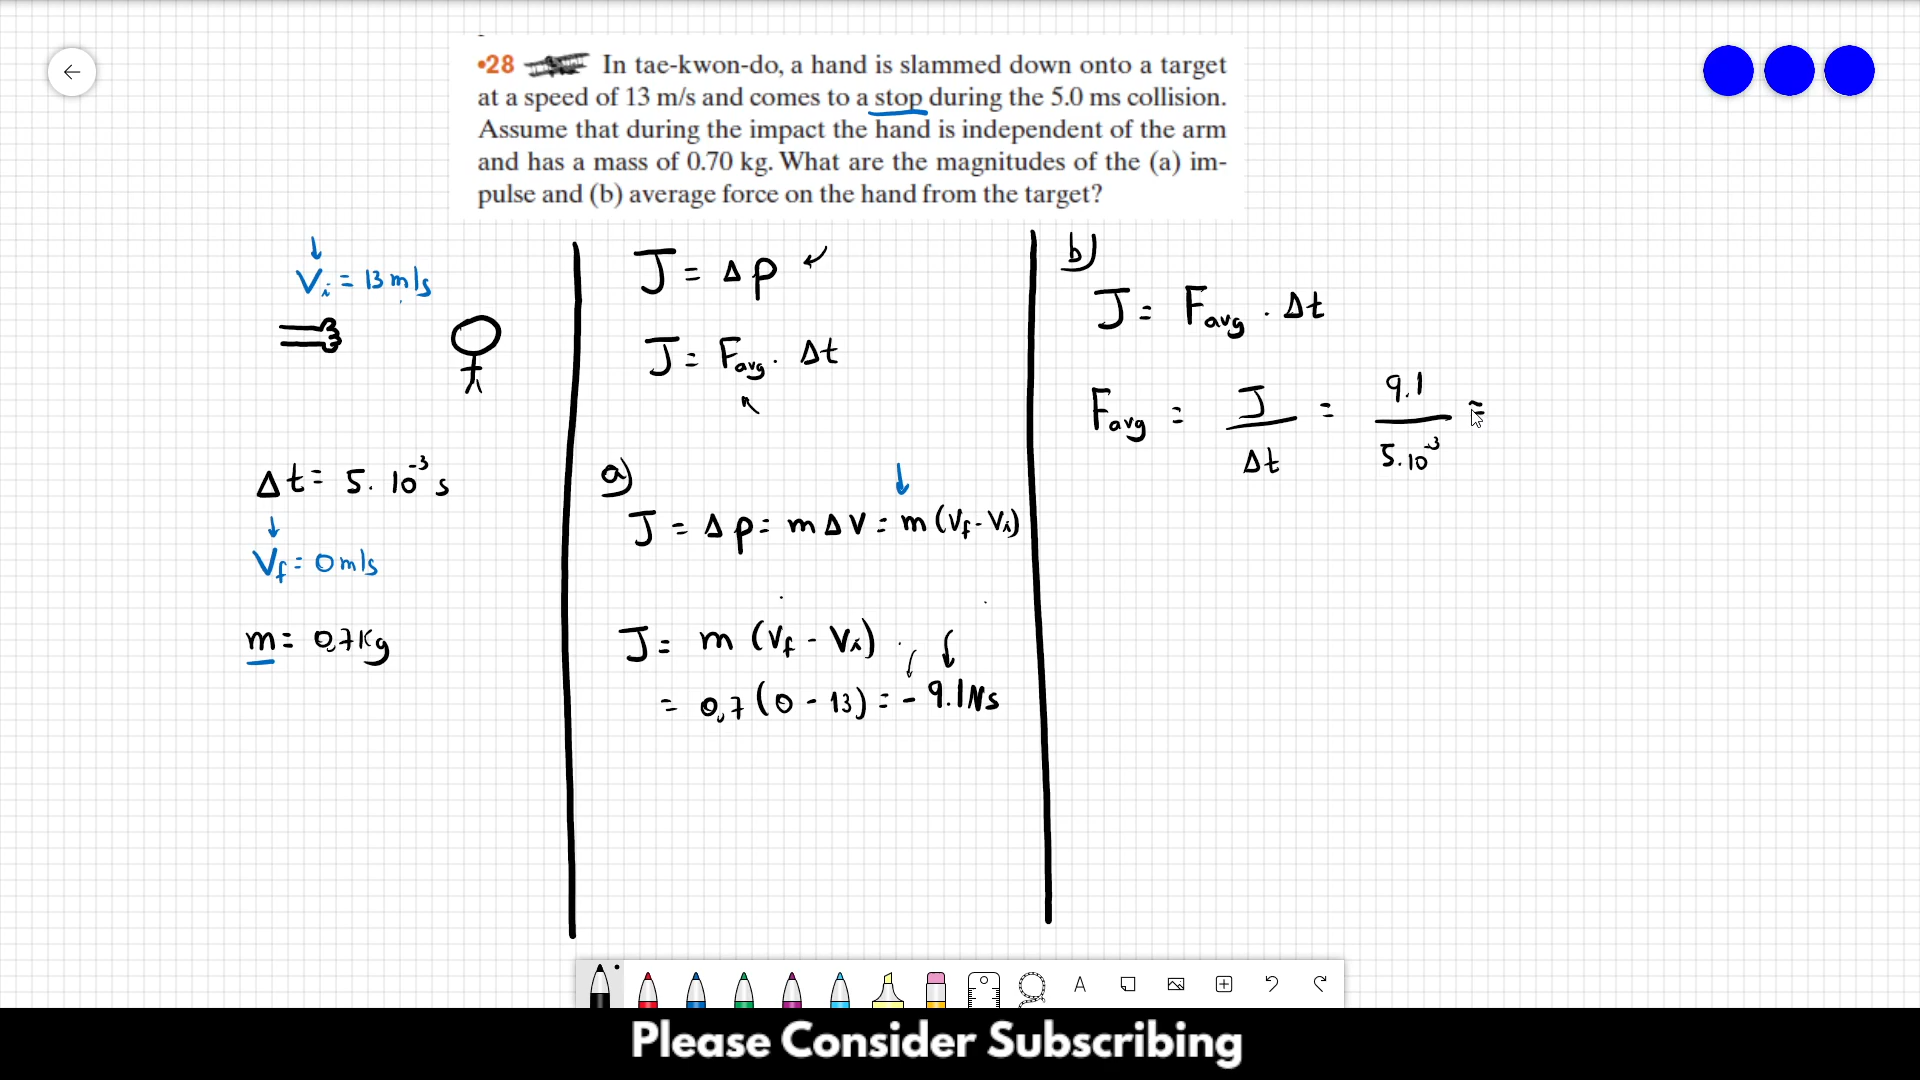 •28 In tae-kwon-do, a hand is slammed down onto a target
at a speed of 13 m/s and comes to a stop during the 5.0 ms collision.
Assume that during the impact the hand is independent of the arm
and has a mass of 0.70 kg. What are the magnitudes of the (a) im-
pulse and (b) average force on the hand from the target?
Vi = 13 m/s
Δt = 5.10⁻³ s
Vf = 0 m/s
m = 0,7 Kg
J = Δp
J = Favg . Δt
a)
J = Δp = mΔV = m (Vf - Vi)
J = m (Vf - Vi)
= 0,7 (0 - 13) = - 9.1 Ns
b)
J = Favg . Δt
Favg = J / Δt = 9.1 / 5.10⁻³ =
A
Please Consider Subscribing